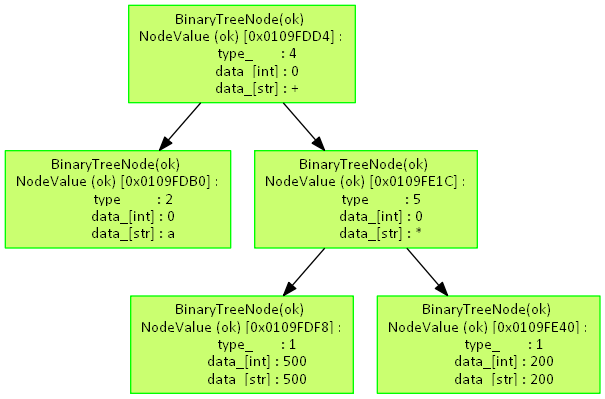 BinaryTreeNode(ok)
NodeValue (ok) [0x0109FDD4] :
type_ : 4
data_[int] : 0
data_[str] : +
BinaryTreeNode(ok)
NodeValue (ok) [0x0109FDB0] :
type_ : 2
data_[int] : 0
data_[str] : a
BinaryTreeNode(ok)
NodeValue (ok) [0x0109FE1C] :
type_ : 5
data_[int] : 0
data_[str] : *
BinaryTreeNode(ok)
NodeValue (ok) [0x0109FDF8] :
type_ : 1
data_[int] : 500
data_[str] : 500
BinaryTreeNode(ok)
NodeValue (ok) [0x0109FE40] :
type_ : 1
data_[int] : 200
data_[str] : 200